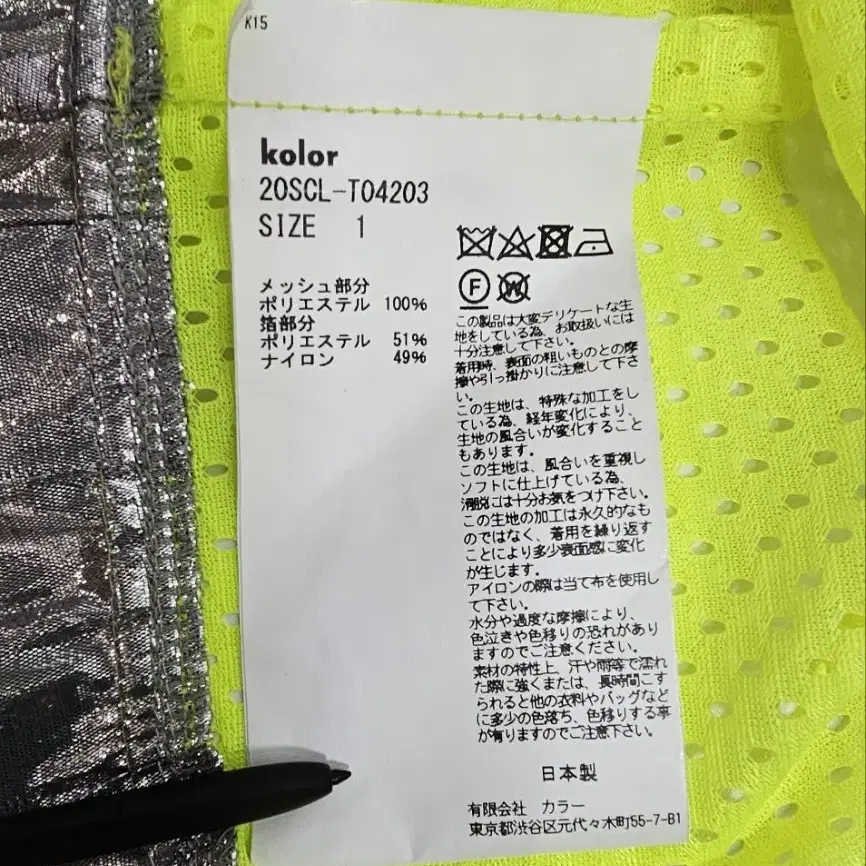 K15
kolor
20SCL-T04203
SIZE 1
メッシュ部分
ポリエステル 100%
箔部分
ポリエステル 51%
ナイロン 49%
F
W
この製品は大変デリケートな生
地をしている為、お取扱いには
十分注意して下さい。
着用時、表面の粗いものとの摩
擦や引っ掛かりに注意して下さ
い。
この生地は、特殊な加工をし
ている為、経年変化により、
生地の風合いが変化すること
もあります。
この生地は、風合いを重視し
ソフトに仕上げている為、
滑脱には十分お気をつけ下さい。
この生地の加工は永久的なも
のではなく、着用を繰り返す
ことにより多少表面感に変化
が生じます。
アイロンの際は当て布を使用し
て下さい。
水分や過度な摩擦により、
色泣きや色移りの恐れがあり
ますのでご注意ください。
素材の特性上、汗や雨等で濡れ
た際に強くまたは、長時間こす
られると他の衣料やバッグなど
に多少の色落ち、色移りする事
が有りますのでご注意下さい。
日本製
有限会社 カラー
東京都渋谷区元代々木町55-7-B1